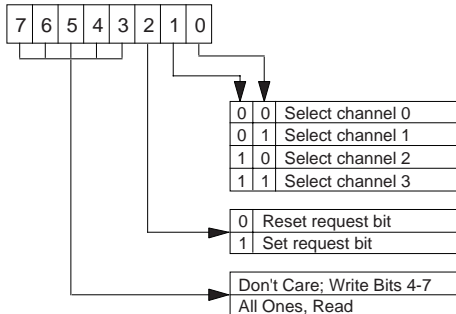 7 6 5 4 3 2 1 0
0 0 Select channel 0
0 1 Select channel 1
1 0 Select channel 2
1 1 Select channel 3
0 Reset request bit
1 Set request bit
Don't Care; Write Bits 4-7
All Ones, Read